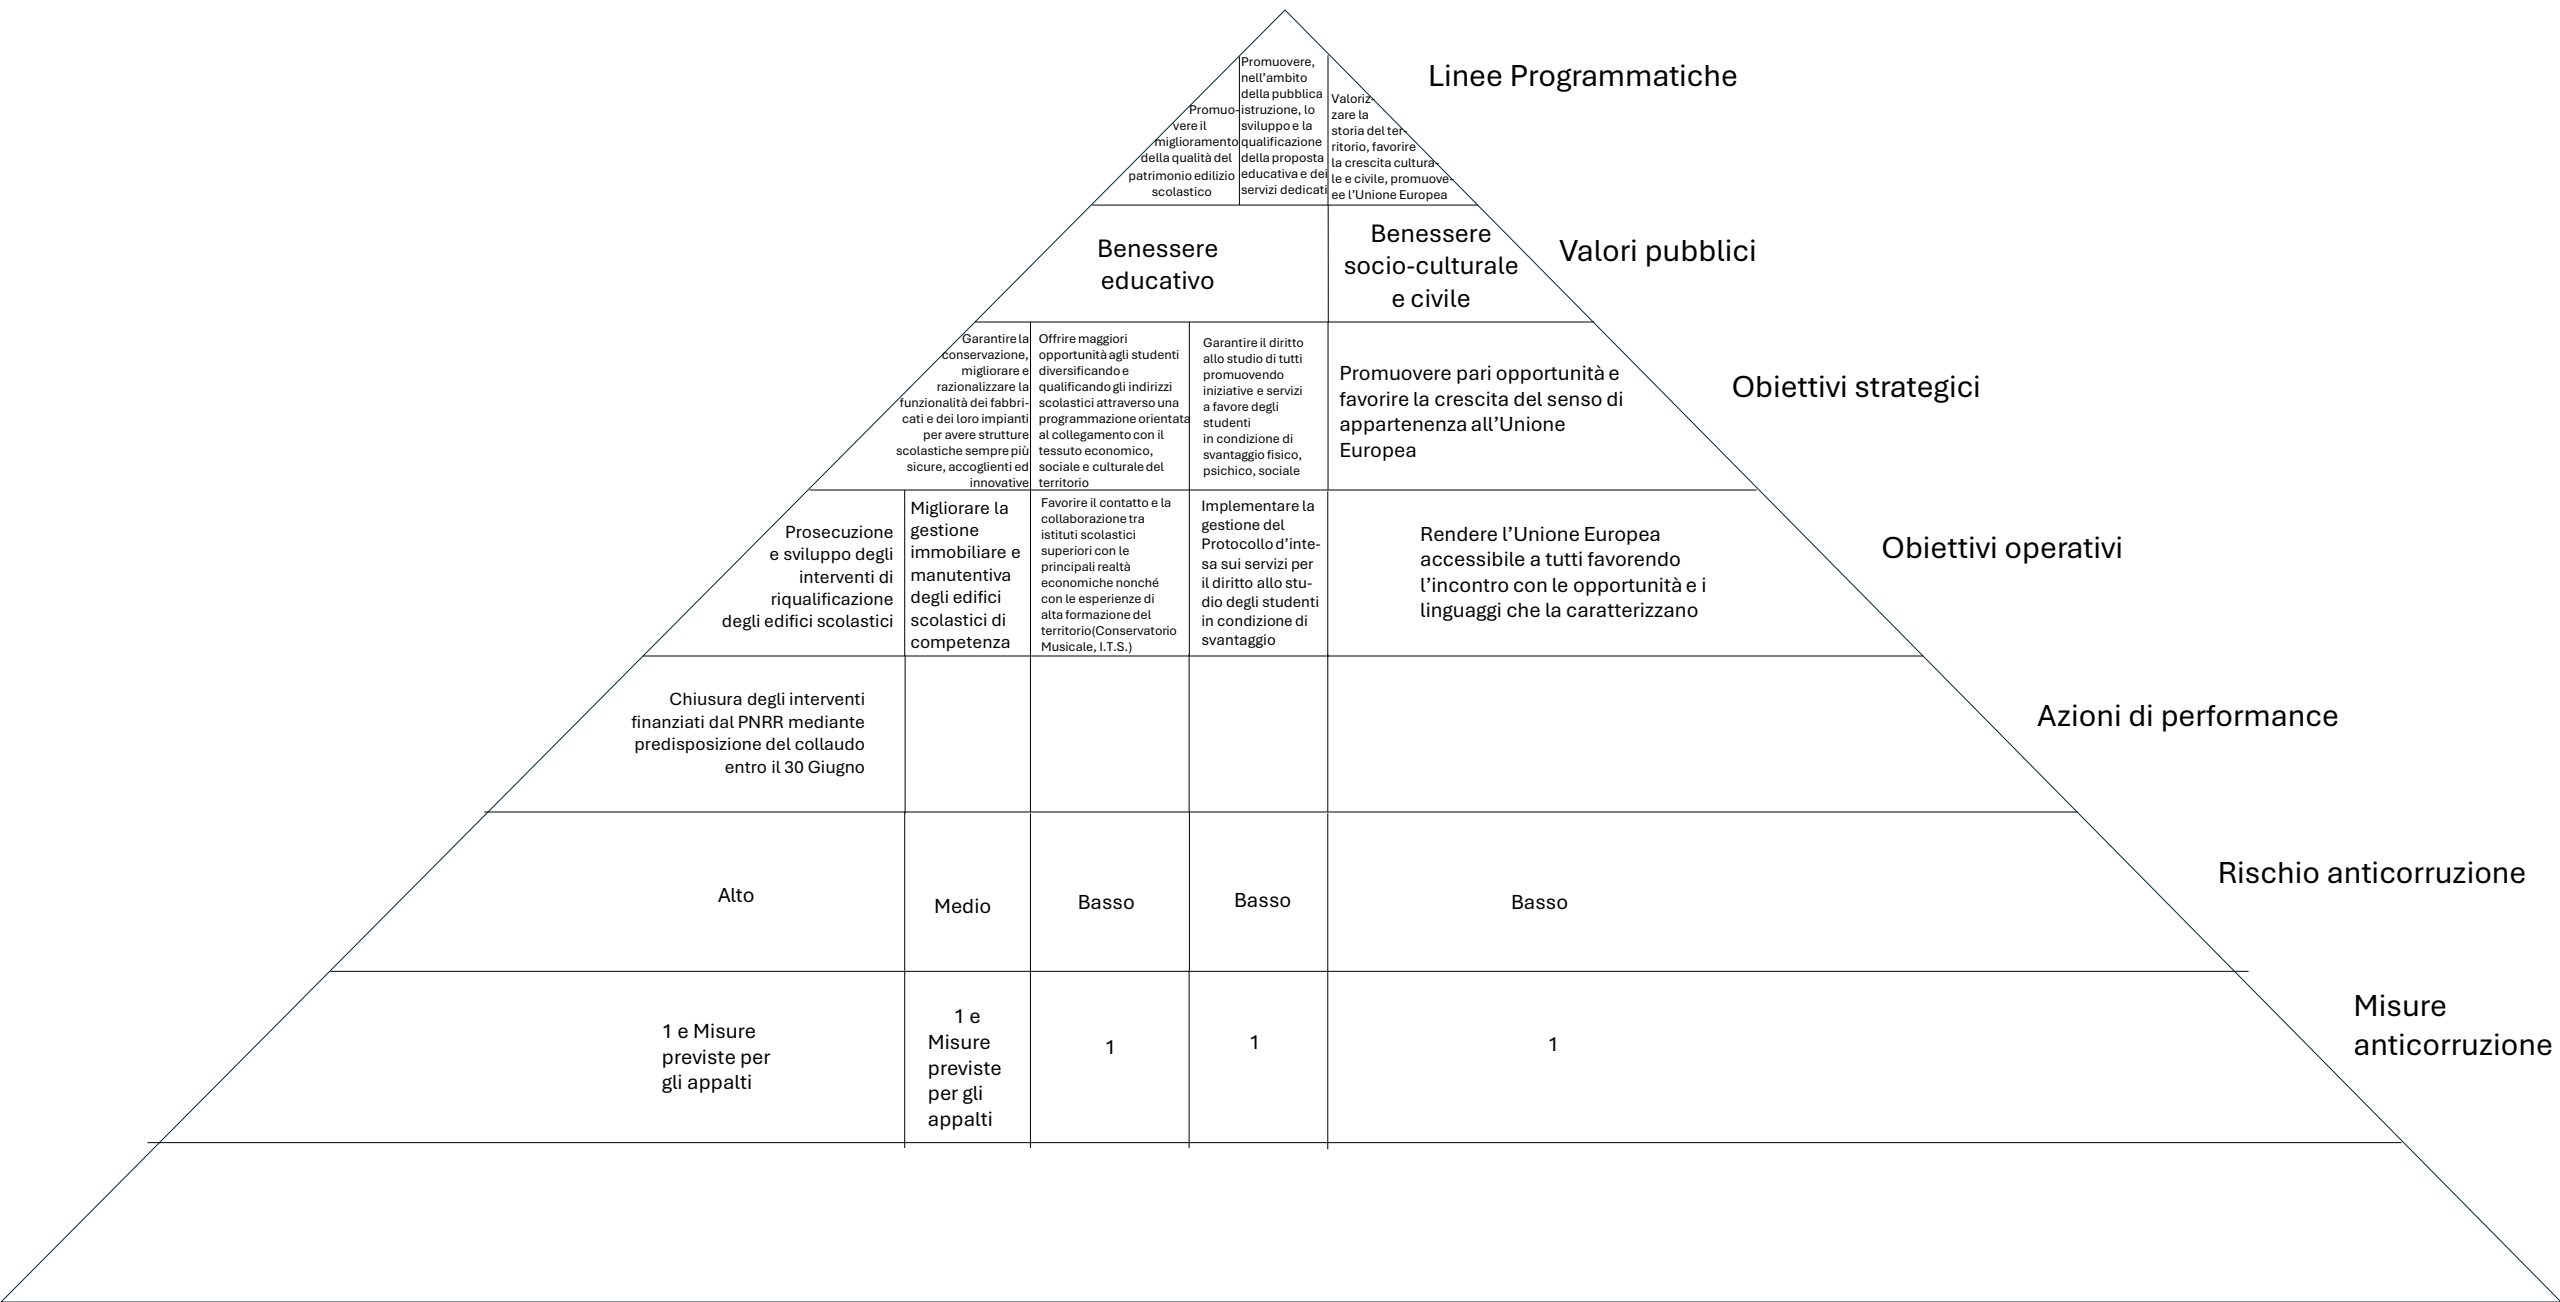 Linee Programmatiche
Promuo-
vere il
miglioramento
della qualità del
patrimonio edilizio
scolastico
Promuovere,
nell'ambito
della pubblica
istruzione, lo
sviluppo e la
qualificazione
della proposta
educativa e dei
servizi dedicati
Valoriz-
zare la
storia del ter-
ritorio, favorire
la crescita cultura-
le e civile, promuove-
ee l'Unione Europea
Benessere
educativo
Benessere
socio-culturale
e civile
Valori pubblici
Garantire la
conservazione,
migliorare e
razionalizzare la
funzionalità dei fabbri-
cati e dei loro impianti
per avere strutture
scolastiche sempre più
sicure, accoglienti ed
innovative
Offrire maggiori
opportunità agli studenti
diversificando e
qualificando gli indirizzi
scolastici attraverso una
programmazione orientata
al collegamento con il
tessuto economico,
sociale e culturale del
territorio
Garantire il diritto
allo studio di tutti
promuovendo
iniziative e servizi
a favore degli
studenti
in condizione di
svantaggio fisico,
psichico, sociale
Promuovere pari opportunità e
favorire la crescita del senso di
appartenenza all'Unione
Europea
Obiettivi strategici
Prosecuzione
e sviluppo degli
interventi di
riqualificazione
degli edifici scolastici
Migliorare la
gestione
immobiliare e
manutentiva
degli edifici
scolastici di
competenza
Favorire il contatto e la
collaborazione tra
istituti scolastici
superiori con le
principali realtà
economiche nonché
con le esperienze di
alta formazione del
territorio(Conservatorio
Musicale, I.T.S.)
Implementare la
gestione del
Protocollo d'inte-
sa sui servizi per
il diritto allo stu-
dio degli studenti
in condizione di
svantaggio
Rendere l'Unione Europea
accessibile a tutti favorendo
l'incontro con le opportunità e i
linguaggi che la caratterizzano
Obiettivi operativi
Chiusura degli interventi
finanziati dal PNRR mediante
predisposizione del collaudo
entro il 30 Giugno
Azioni di performance
Alto
Medio
Basso
Basso
Basso
Rischio anticorruzione
1 e Misure
previste per
gli appalti
1 e
Misure
previste
per gli
appalti
1
1
1
Misure
anticorruzione